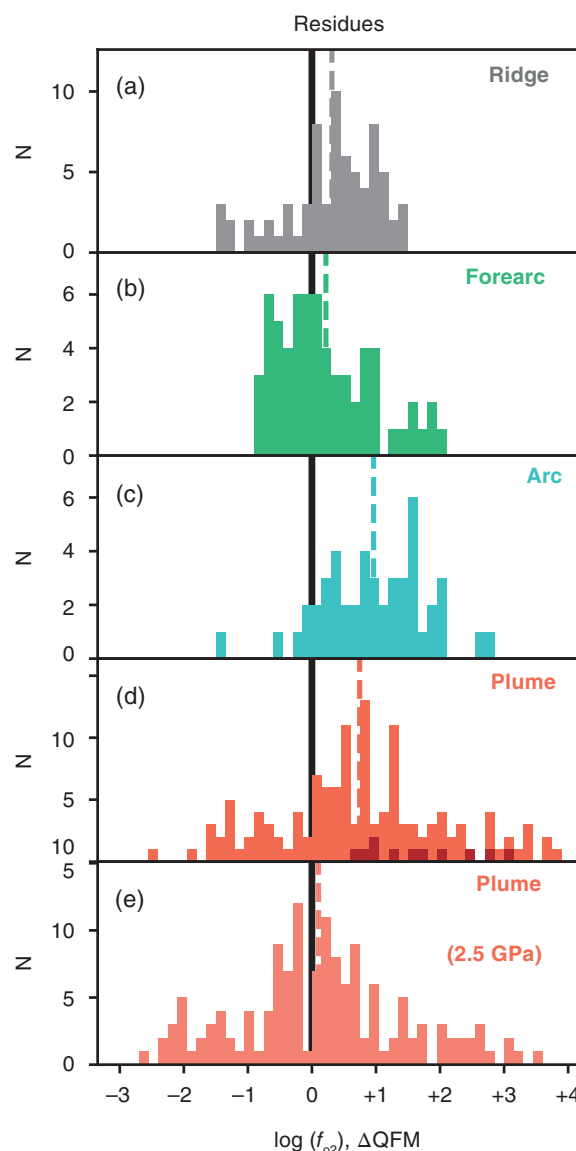 Residues
(a)
Ridge
N
10
5
0
(b)
Forearc
N
6
4
2
0
(c)
Arc
N
6
4
2
0
(d)
Plume
N
10
5
10
(e)
Plume
(2.5 GPa)
N
5
10
5
0
–3 –2 –1 0 +1 +2 +3 +4
log (fo2), ΔQFM